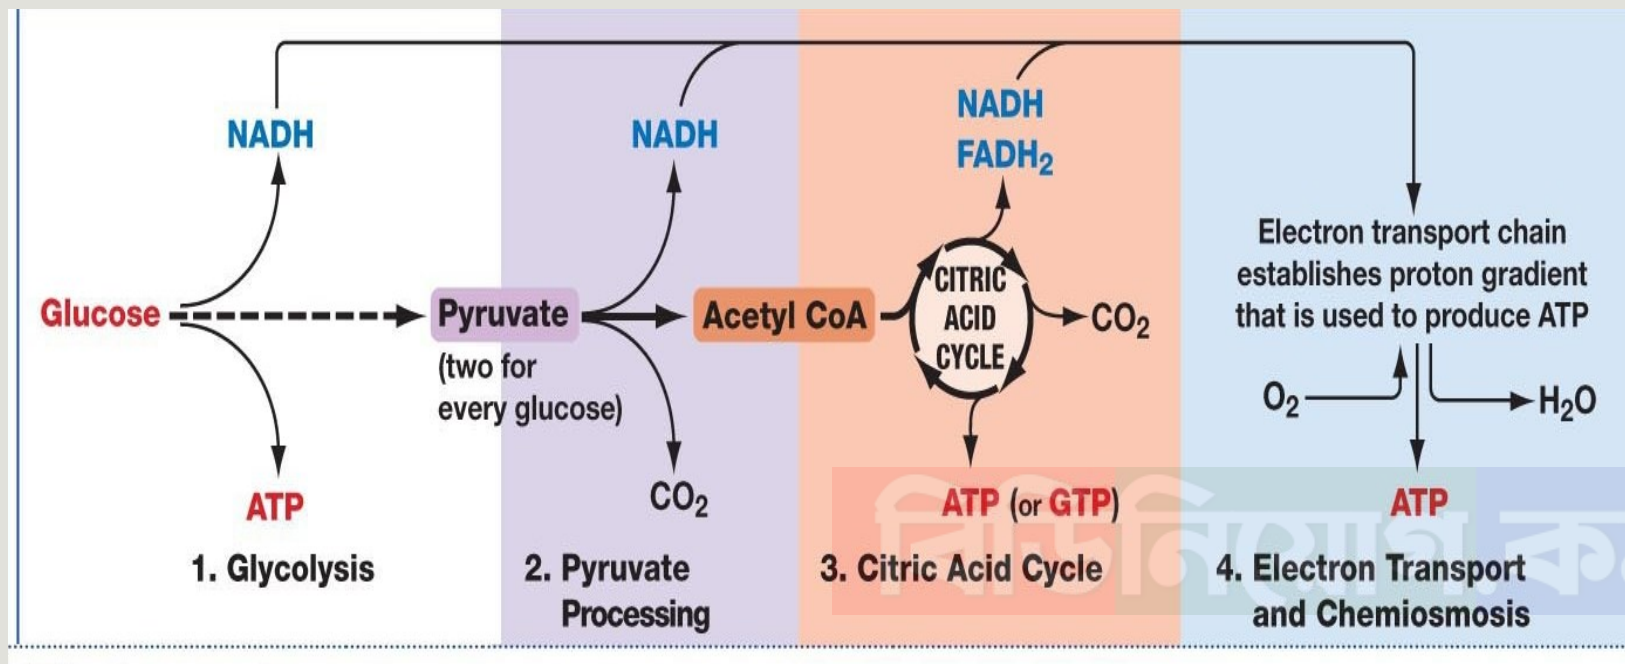 NADH
NADH
NADH
FADH₂
Glucose
Pyruvate
(two for
every glucose)
Acetyl CoA
CITRIC
ACID
CYCLE
CO₂
Electron transport chain
establishes proton gradient
that is used to produce ATP
O₂
H₂O
ATP
CO₂
ATP (or GTP)
ATP
1. Glycolysis
2. Pyruvate
Processing
3. Citric Acid Cycle
4. Electron Transport
and Chemiosmosis
বিডিনিয়োগ.ক